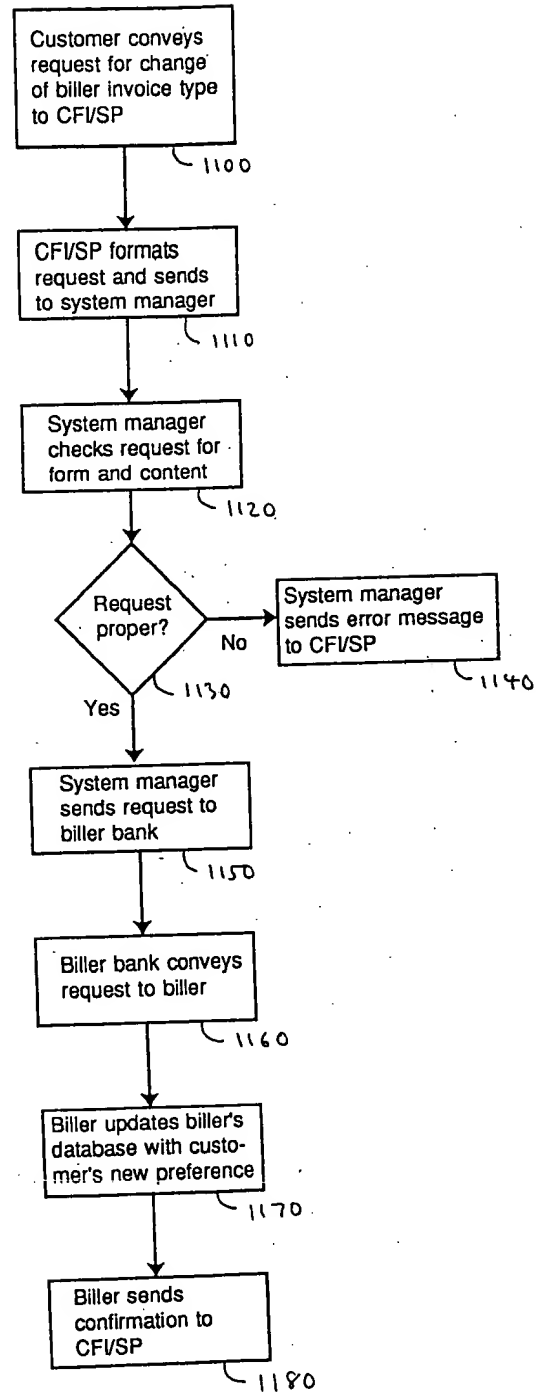 Customer conveys
request for change
of biller invoice type
to CFI/SP
1100
CFI/SP formats
request and sends
to system manager
1110
System manager
checks request for
form and content
1120
Request
proper?
1130
No
System manager
sends error message
to CFI/SP
1140
Yes
System manager
sends request to
biller bank
1150
Biller bank conveys
request to biller
1160
Biller updates biller's
database with custo-
mer's new preference
1170
Biller sends
confirmation to
CFI/SP
1180